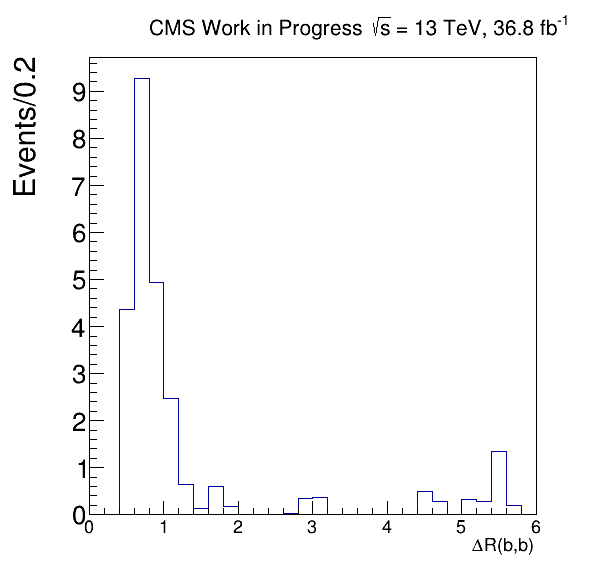 CMS Work in Progress √s = 13 TeV, 36.8 fb⁻¹
Events/0.2
9
8
7
6
5
4
3
2
1
0
0 1 2 3 4 5 6
ΔR(b,b)